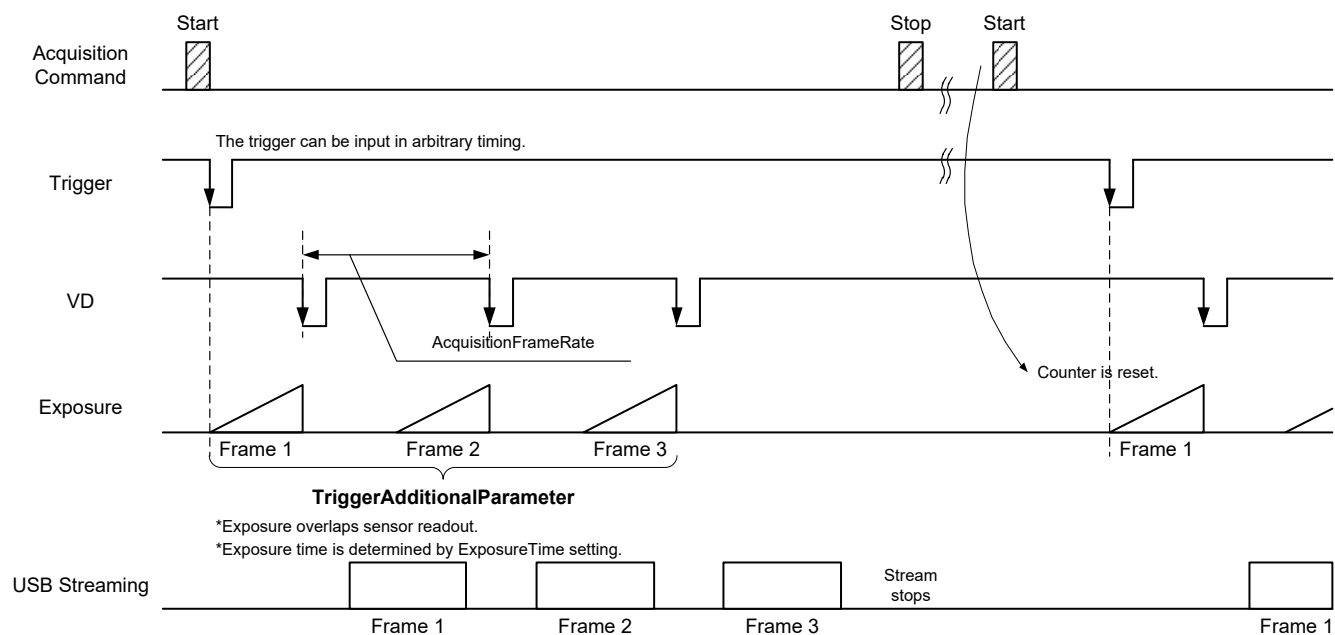 Start
Stop
Start
Acquisition
Command
The trigger can be input in arbitrary timing.
Trigger
VD
AcquisitionFrameRate
Counter is reset.
Exposure
Frame 1
Frame 2
Frame 3
Frame 1
TriggerAdditionalParameter
*Exposure overlaps sensor readout.
*Exposure time is determined by ExposureTime setting.
USB Streaming
Stream
stops
Frame 1
Frame 2
Frame 3
Frame 1